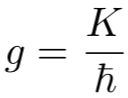 g = K / ħ